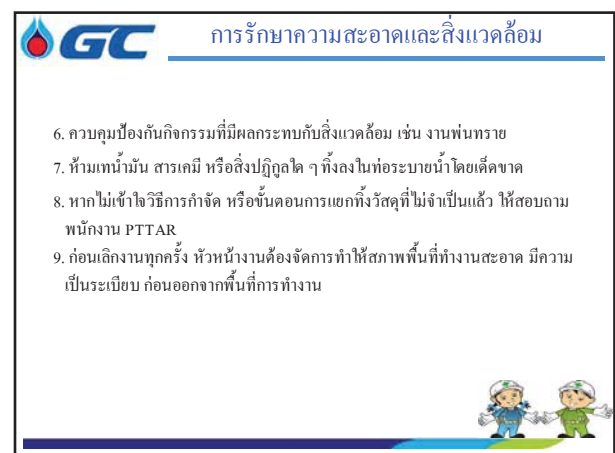 GC
การรักษาความสะอาดและสิ่งแวดล้อม
6. ควบคุมป้องกันกิจกรรมที่มีผลกระทบกับสิ่งแวดล้อม เช่น งานพ่นทราย
7. ห้ามเทน้ำมัน สารเคมี หรือสิ่งปฏิกูลใด ๆ ทิ้งลงในท่อระบายน้ำโดยเด็ดขาด
8. หากไม่เข้าใจวิธีการกำจัด หรือขั้นตอนการแยกทิ้งวัสดุที่ไม่จำเป็นแล้ว ให้สอบถาม
พนักงาน PTTAR
9. ก่อนเลิกงานทุกครั้ง หัวหน้างานต้องจัดการทำให้สภาพพื้นที่ทำงานสะอาด มีความ
เป็นระเบียบ ก่อนออกจากพื้นที่การทำงาน